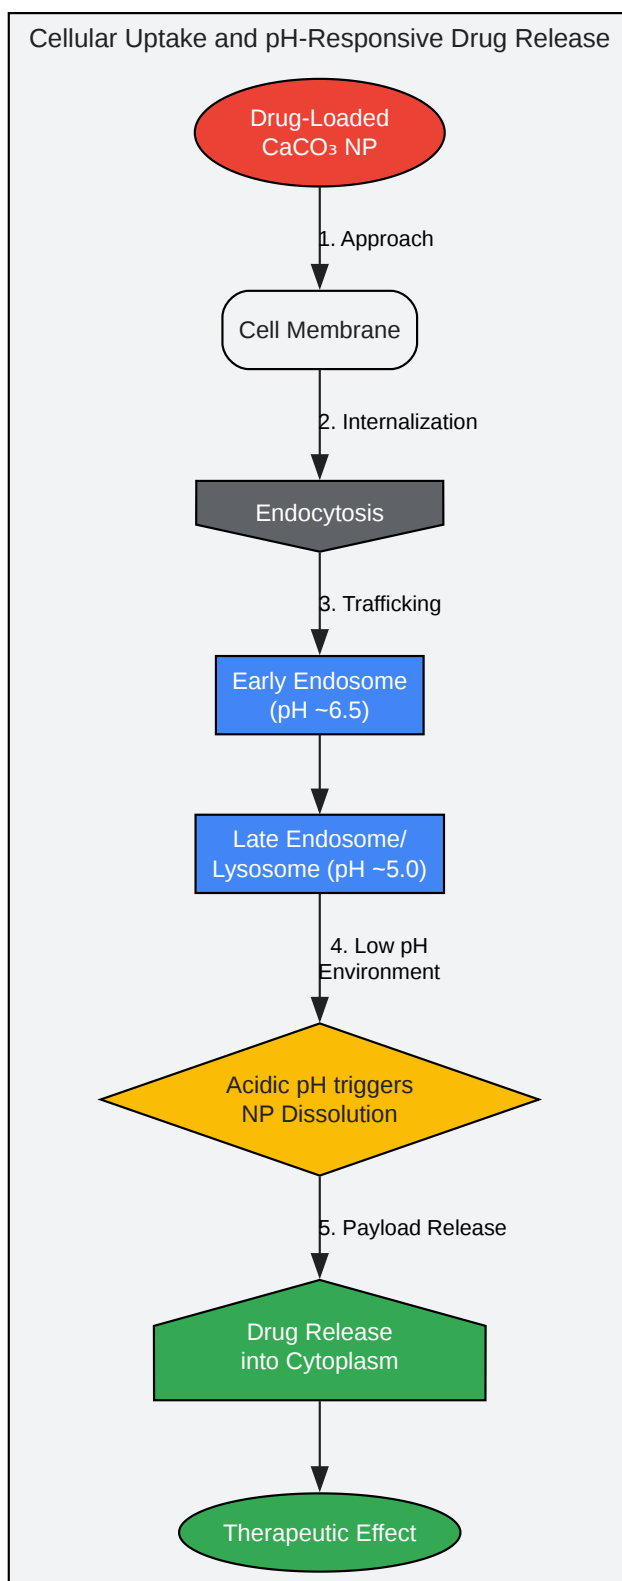 Cellular Uptake and pH-Responsive Drug Release
Drug-Loaded
CaCO₃ NP
1. Approach
Cell Membrane
2. Internalization
Endocytosis
3. Trafficking
Early Endosome
(pH ~6.5)
Late Endosome/
Lysosome (pH ~5.0)
4. Low pH
Environment
Acidic pH triggers
NP Dissolution
5. Payload Release
Drug Release
into Cytoplasm
Therapeutic Effect